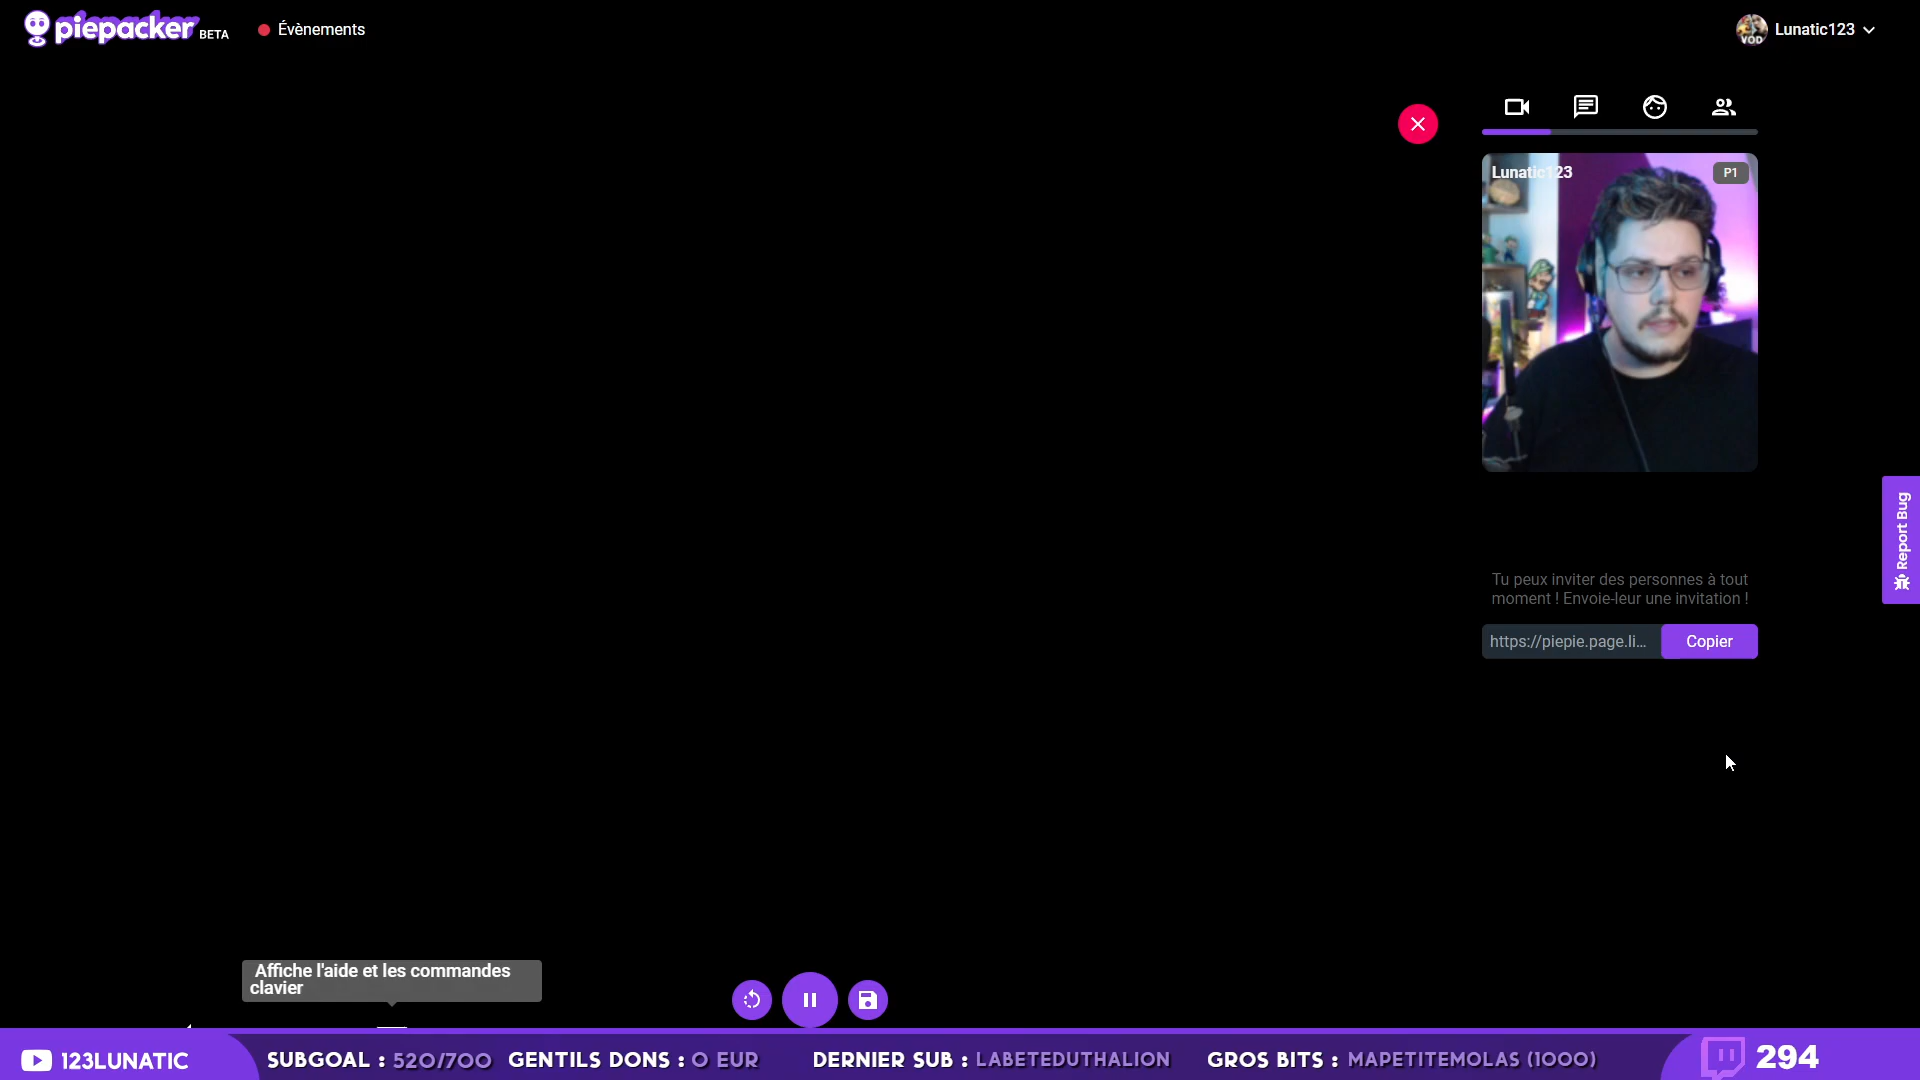 piepacker BETA
Évènements
VOD
Lunatic123
Lunatic123
P1
Report Bug
Tu peux inviter des personnes à tout
moment ! Envoie-leur une invitation !
https://piepie.page.li...
Copier
Affiche l'aide et les commandes
clavier
123LUNATIC
SUBGOAL : 520/700
GENTILS DONS : 0 EUR
DERNIER SUB : LABETEDUTHALION
GROS BITS : MAPETITEMOLAS (1000)
294